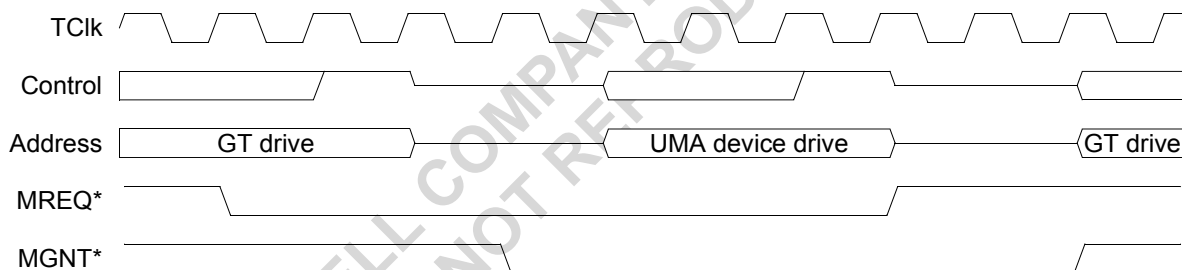 TClk
Control
Address GT drive UMA device drive GT drive
MREQ*
MGNT*